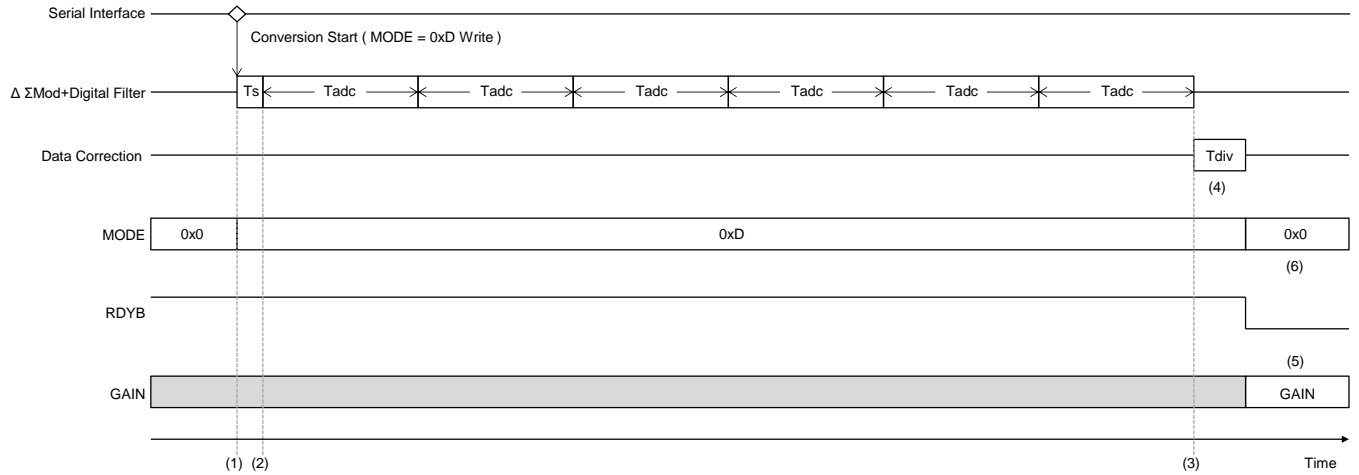 Serial Interface
Conversion Start ( MODE = 0xD Write )
Δ ΣMod+Digital Filter Ts Tadc Tadc Tadc Tadc Tadc Tadc
Data Correction Tdiv
(4)
MODE 0x0 0xD 0x0
(6)
RDYB
(5)
GAIN GAIN
(1) (2) (3) Time